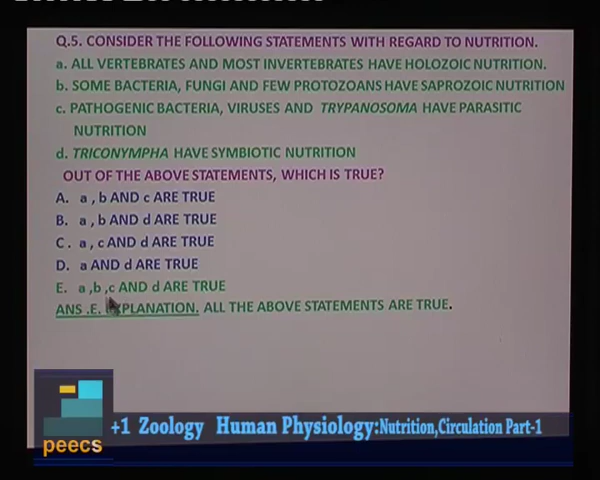 Q.5. CONSIDER THE FOLLOWING STATEMENTS WITH REGARD TO NUTRITION.
a. ALL VERTEBRATES AND MOST INVERTEBRATES HAVE HOLOZOIC NUTRITION.
b. SOME BACTERIA, FUNGI AND FEW PROTOZOANS HAVE SAPROZOIC NUTRITION
c. PATHOGENIC BACTERIA, VIRUSES AND TRYPANOSOMA HAVE PARASITIC
NUTRITION
d. TRICONYMPHA HAVE SYMBIOTIC NUTRITION
OUT OF THE ABOVE STATEMENTS, WHICH IS TRUE?
A. a , b AND c ARE TRUE
B. a , b AND d ARE TRUE
C. a , c AND d ARE TRUE
D. a AND d ARE TRUE
E. a ,b ,c AND d ARE TRUE
ANS .E. EXPLANATION. ALL THE ABOVE STATEMENTS ARE TRUE.
+1 Zoology Human Physiology:Nutrition,Circulation Part-1
peecs